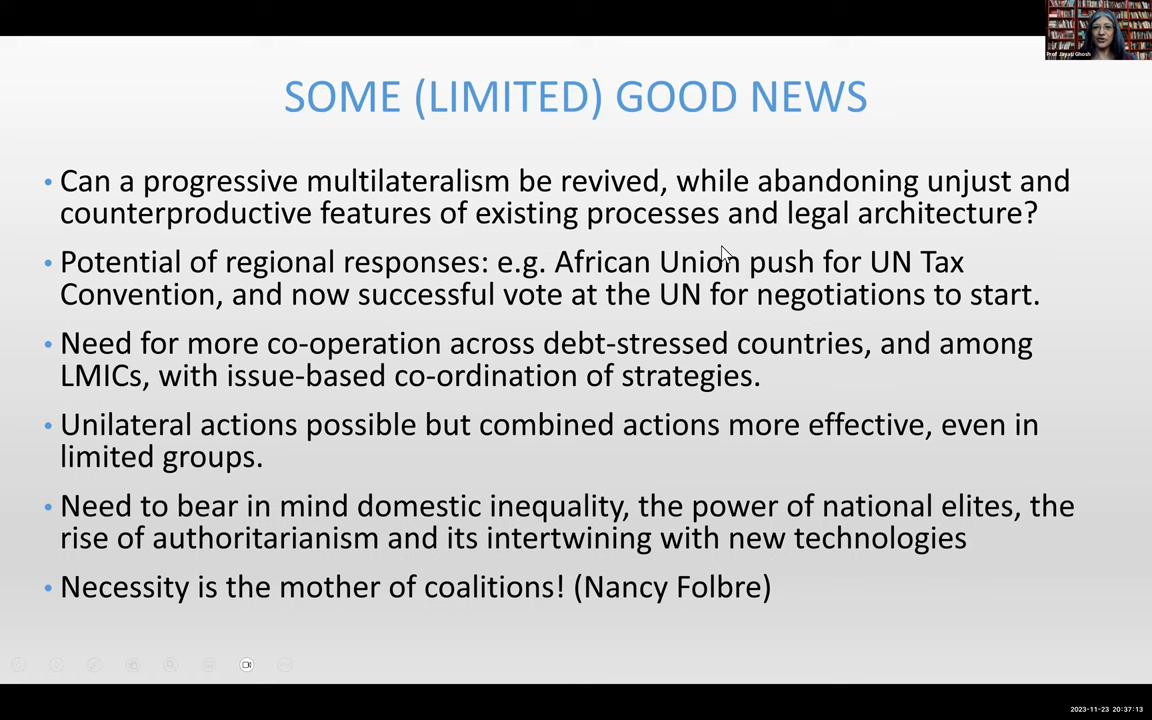 Prof Jayati Ghosh
SOME (LIMITED) GOOD NEWS
• Can a progressive multilateralism be revived, while abandoning unjust and
counterproductive features of existing processes and legal architecture?
• Potential of regional responses: e.g. African Union push for UN Tax
Convention, and now successful vote at the UN for negotiations to start.
• Need for more co-operation across debt-stressed countries, and among
LMICs, with issue-based co-ordination of strategies.
• Unilateral actions possible but combined actions more effective, even in
limited groups.
• Need to bear in mind domestic inequality, the power of national elites, the
rise of authoritarianism and its intertwining with new technologies
• Necessity is the mother of coalitions! (Nancy Folbre)
2023-11-23 20:37:13